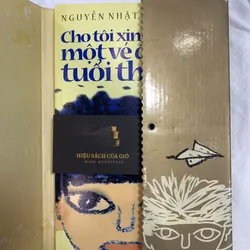 NGUYỄN NHẬT
Cho tôi xin
một vé đ
tuổi th
HIỆU SÁCH CỦA GIÓ